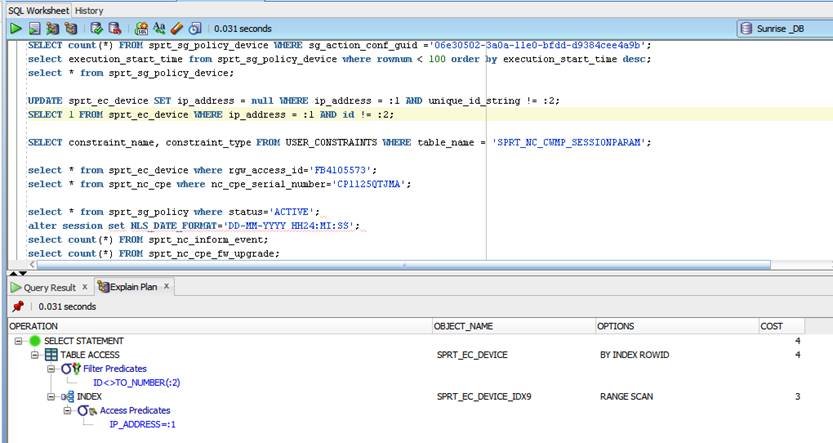 SQL Worksheet History
0.031 seconds
Sunrise _DB
SELECT count(*) FROM sprt_sg_policy_device WHERE sg_action_conf_guid ='06e30502-3a0a-11e0-bfdd-d9384cee4a9b';
select execution_start_time from sprt_sg_policy_device where rownum < 100 order by execution_start_time desc;
select * from sprt_sg_policy_device;
UPDATE sprt_ec_device SET ip_address = null WHERE ip_address = :1 AND unique_id_string != :2;
SELECT 1 FROM sprt_ec_device WHERE ip_address = :1 AND id != :2;
SELECT constraint_name, constraint_type FROM USER_CONSTRAINTS WHERE table_name = 'SPRT_NC_CWMP_SESSIONPARAM';
select * from sprt_ec_device where rgw_access_id='FB4105573';
select * from sprt_nc_cpe where nc_cpe_serial_number='CP1125QTJMA';
select * from sprt_sg_policy where status='ACTIVE';
alter session set NLS_DATE_FORMAT='DD-MM-YYYY HH24:MI:SS';
select count(*) FROM sprt_nc_inform_event;
select count(*) FROM sprt_nc_cpe_fw_upgrade;
Query Result x Explain Plan x
0.031 seconds
OPERATION OBJECT_NAME OPTIONS COST
SELECT STATEMENT 4
TABLE ACCESS SPRT_EC_DEVICE BY INDEX ROWID 4
Filter Predicates
ID<>TO_NUMBER(:2)
INDEX SPRT_EC_DEVICE_IDX9 RANGE SCAN 3
Access Predicates
IP_ADDRESS=:1